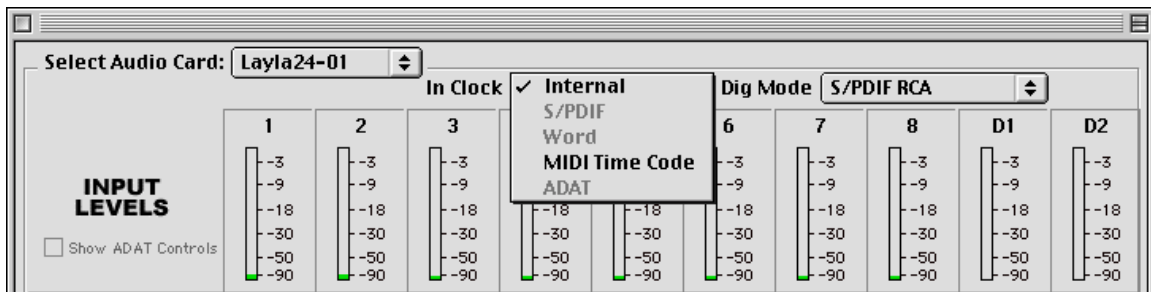 Select Audio Card: Layla24-01
In Clock ✓ Internal Dig Mode S/PDIF RCA
S/PDIF
Word
MIDI Time Code
ADAT
1 2 3 6 7 8 D1 D2
INPUT
LEVELS
Show ADAT Controls
-3 -3 -3 -3 -3 -3 -3 -3
-9 -9 -9 -9 -9 -9 -9 -9
-18 -18 -18 -18 -18 -18 -18 -18 -18 -18
-30 -30 -30 -30 -30 -30 -30 -30 -30 -30
-50 -50 -50 -50 -50 -50 -50 -50 -50 -50
-90 -90 -90 -90 -90 -90 -90 -90 -90 -90